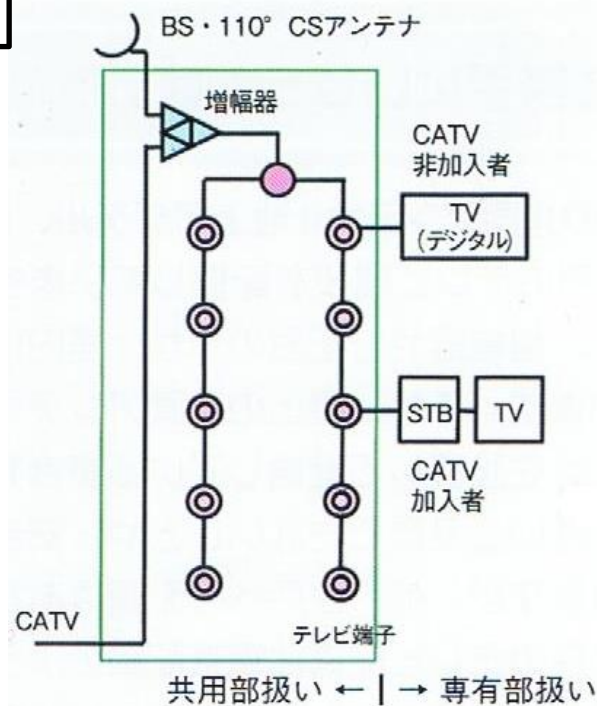 BS・110° CSアンテナ
増幅器
CATV
非加入者
TV
(デジタル)
STB
TV
CATV
加入者
CATV
テレビ端子
共用部扱い ← | → 専有部扱い